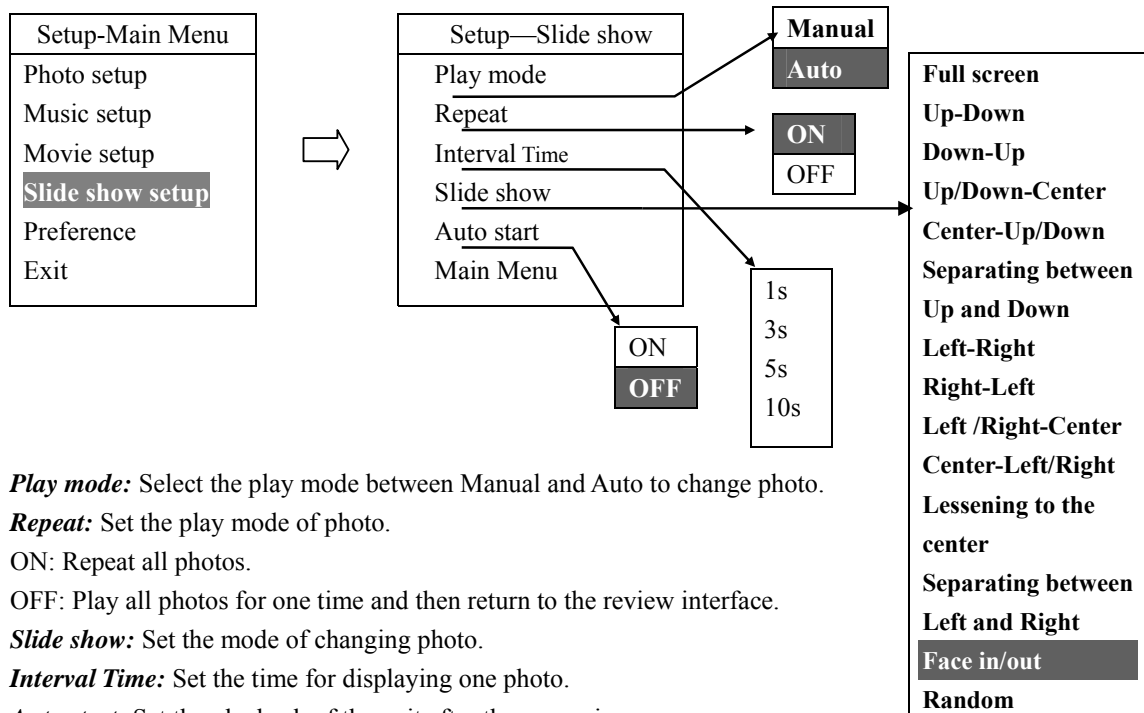 Setup-Main Menu
Photo setup
Music setup
Movie setup
Slide show setup
Preference
Exit
Setup—Slide show
Play mode
Repeat
Interval Time
Slide show
Auto start
Main Menu
Manual
Auto
ON
OFF
1s
3s
5s
10s
ON
OFF
Full screen
Up-Down
Down-Up
Up/Down-Center
Center-Up/Down
Separating between
Up and Down
Left-Right
Right-Left
Left /Right-Center
Center-Left/Right
Lessening to the
center
Separating between
Left and Right
Face in/out
Random
Play mode: Select the play mode between Manual and Auto to change photo.
Repeat: Set the play mode of photo.
ON: Repeat all photos.
OFF: Play all photos for one time and then return to the review interface.
Slide show: Set the mode of changing photo.
Interval Time: Set the time for displaying one photo.